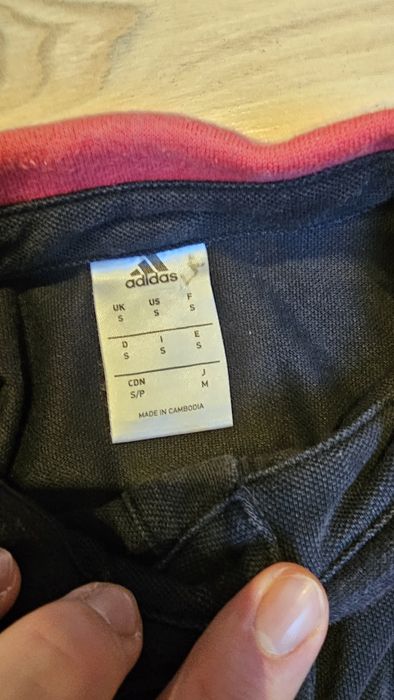 adidas
UK US F
S S S
D I E
S S S
CDN J
S/P M
MADE IN CAMBODIA